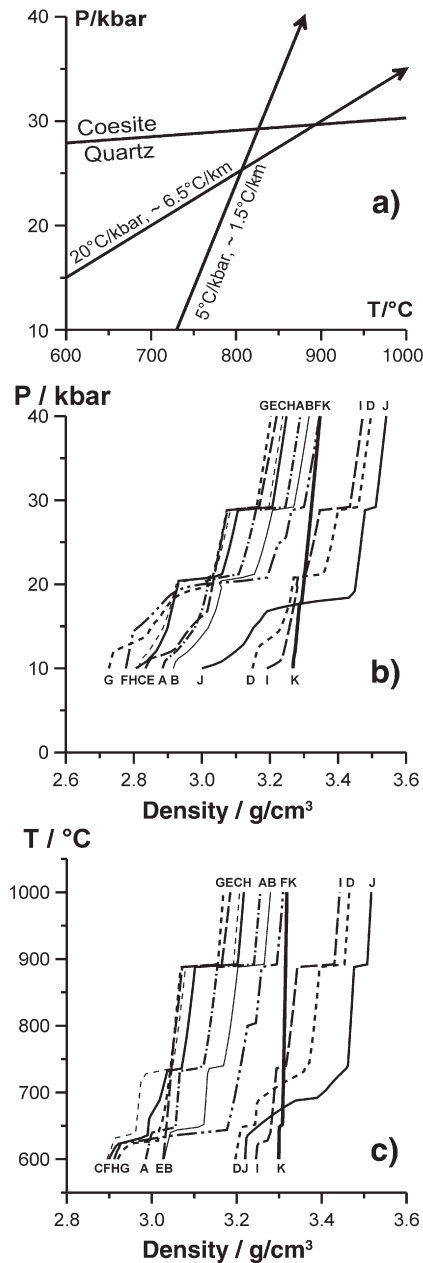 P/kbar
40
30
20
10
Coesite
Quartz
20°C/kbar, ~ 6.5°C/km
5°C/kbar, ~ 1.5°C/km
a)
T/°C
600 700 800 900 1000
P / kbar
40
30
20
10
0
GECHABFK I D J
G FHCE A B J D I K
b)
2.6 2.8 3.0 3.2 3.4 3.6
Density / g/cm³
T / °C
1000
900
800
700
600
GECH AB FK I D J
CFHG A EB DJ I K
c)
2.8 3.0 3.2 3.4 3.6
Density / g/cm³